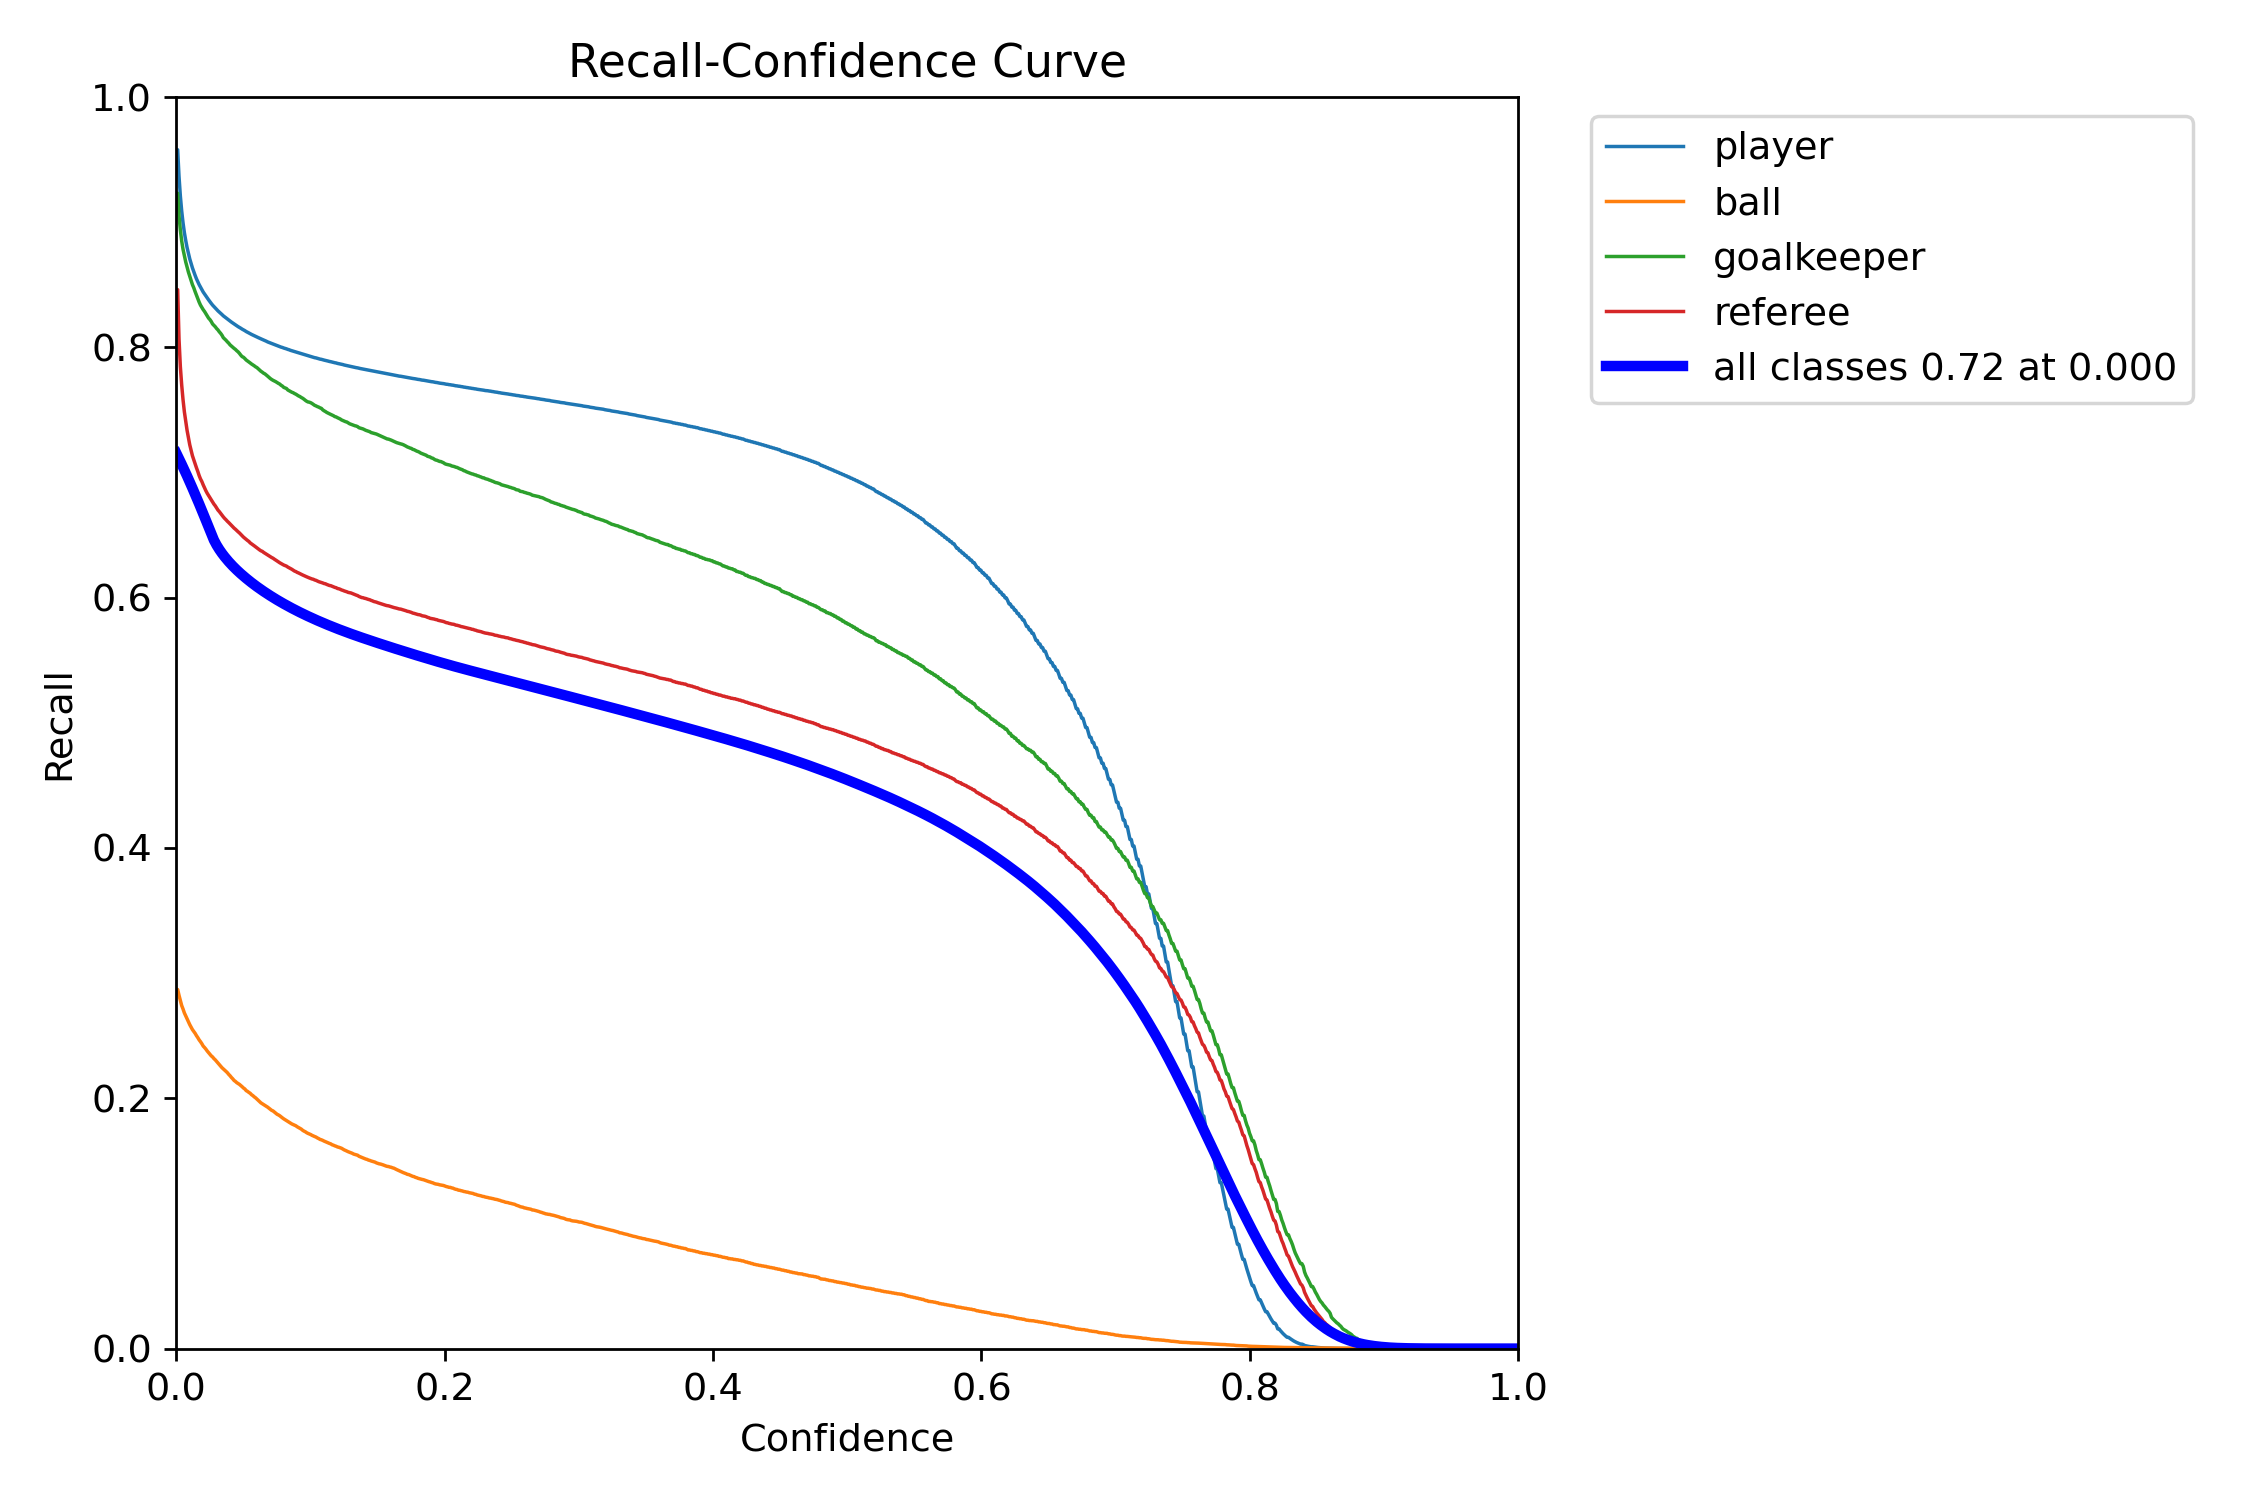 Recall-Confidence Curve
1.0
0.8
0.6
0.4
0.2
0.0
Recall
0.0 0.2 0.4 0.6 0.8 1.0
Confidence
player
ball
goalkeeper
referee
all classes 0.72 at 0.000